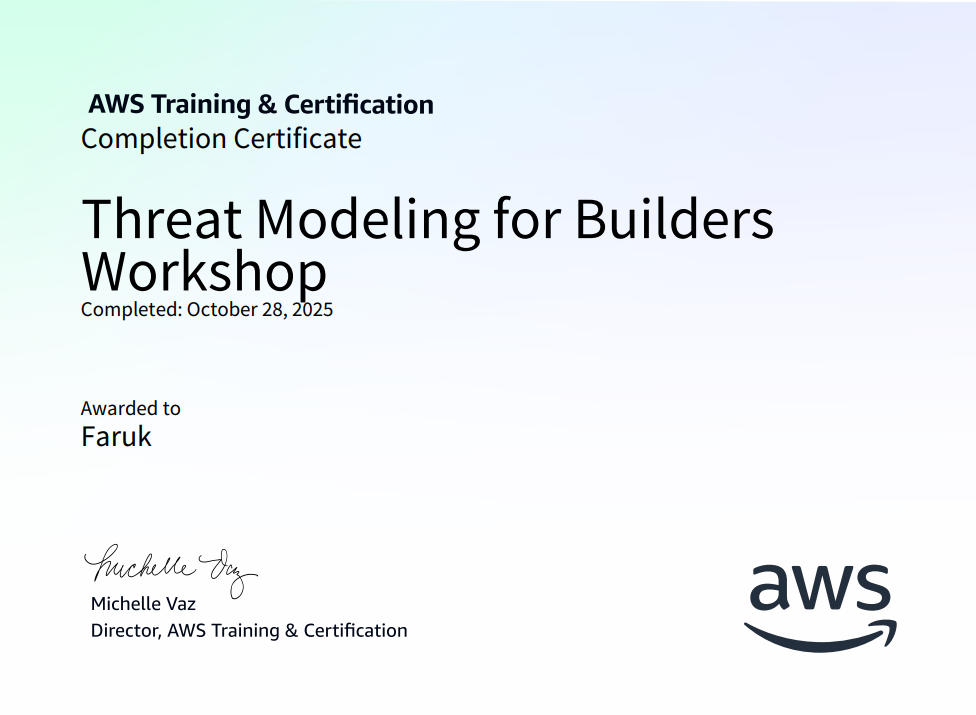 AWS Training & Certification
Completion Certificate
Threat Modeling for Builders
Workshop
Completed: October 28, 2025
Awarded to
Faruk
Michelle Vaz
Michelle Vaz
Director, AWS Training & Certification
aws